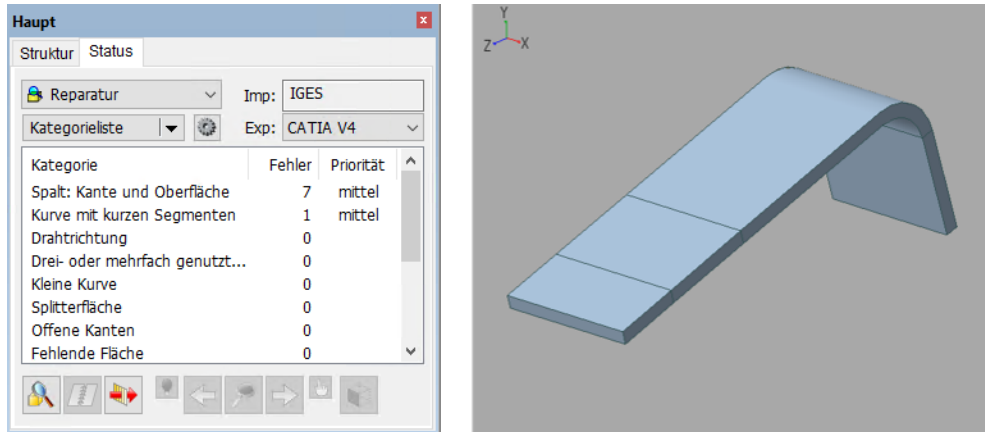 Haupt
Struktur Status
Reparatur Imp: IGES
Kategorieliste Exp: CATIA V4
Kategorie Fehler Priorität
Spalt: Kante und Oberfläche 7 mittel
Kurve mit kurzen Segmenten 1 mittel
Drahtrichtung 0
Drei- oder mehrfach genutzt... 0
Kleine Kurve 0
Splitterfläche 0
Offene Kanten 0
Fehlende Fläche 0
Y
Z X